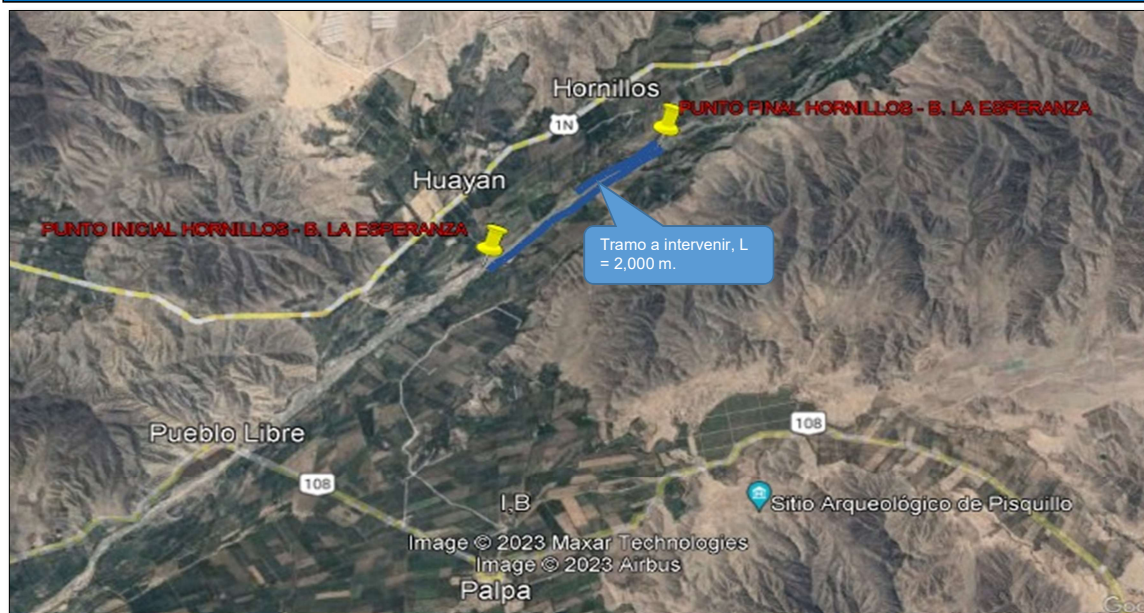 Hornillos
PUNTO FINAL HORNILLOS - B. LA ESPERANZA
1N
Huayan
PUNTO INICIAL HORNILLOS - B. LA ESPERANZA
Tramo a intervenir, L
= 2,000 m.
108
Pueblo Libre
108
I,B
Sitio Arqueológico de Pisquillo
Image © 2023 Maxar Technologies
Image © 2023 Airbus
Palpa